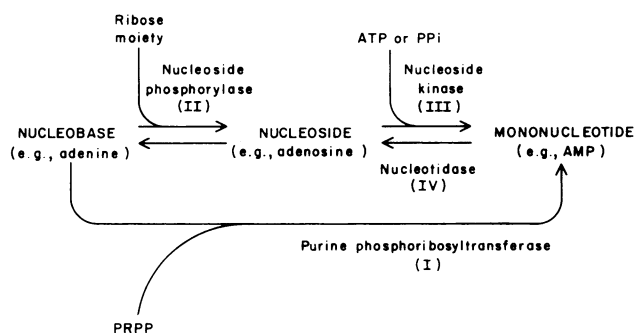 Ribose
moiety
ATP or PPi
Nucleoside
phosphorylase
(II)
Nucleoside
kinase
(III)
NUCLEOBASE
(e.g., adenine)
NUCLEOSIDE
(e.g., adenosine)
MONONUCLEOTIDE
(e.g., AMP)
Nucleotidase
(IV)
Purine phosphoribosyltransferase
(I)
PRPP